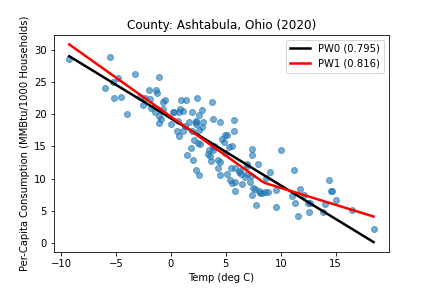 County: Ashtabula, Ohio (2020)
PW0 (0.795)
PW1 (0.816)
Per-Capita Consumption (MMBtu/1000 Households)
30
25
20
15
10
5
0
−10
−5
0
5
10
15
Temp (deg C)